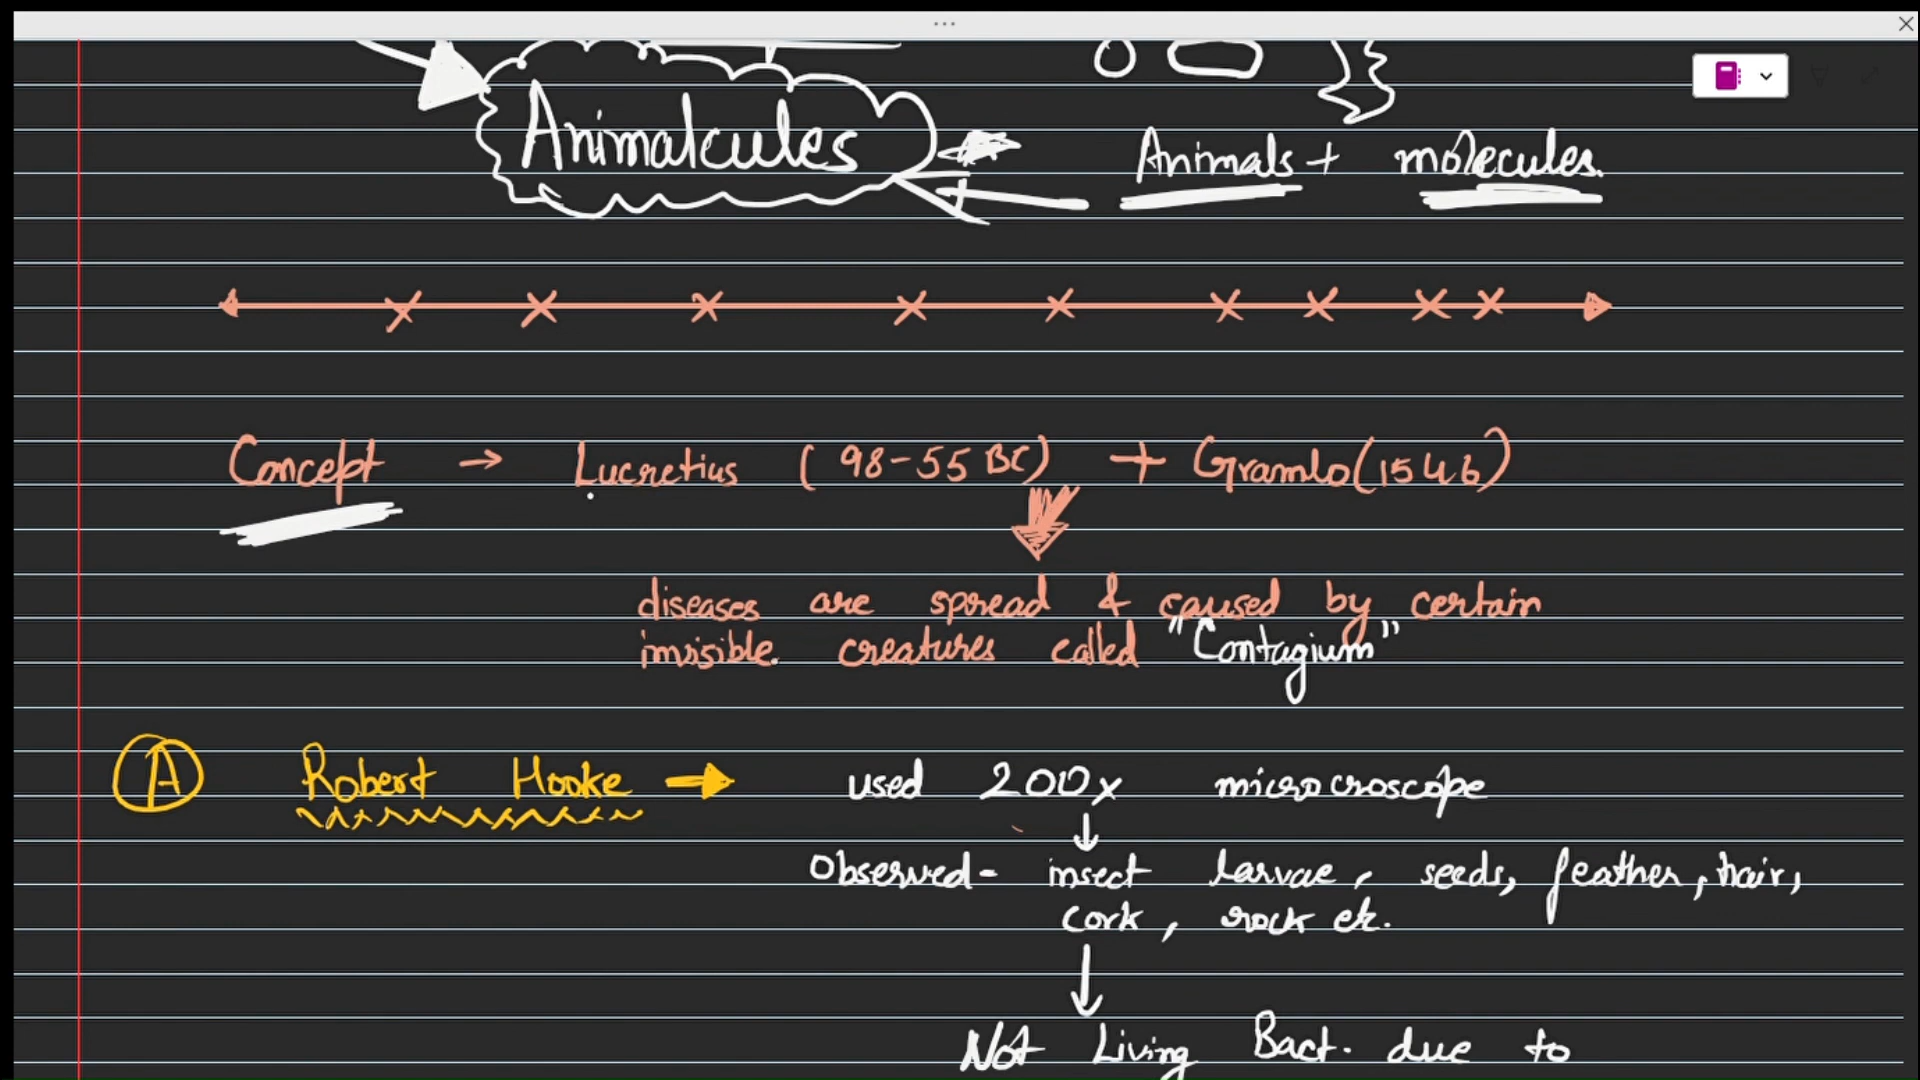 Animalcules
Animals + molecules.
Concept → Lucretius (98-55 BC) + Gramlo (1546)
diseases are spread & caused by certain
invisible. creatures called "Contagium"
A Robert Hooke → used 200x microcroscope
Observed- insect larvae, seeds, feather, hair,
cork, rock etc.
Not Living Bact. due to